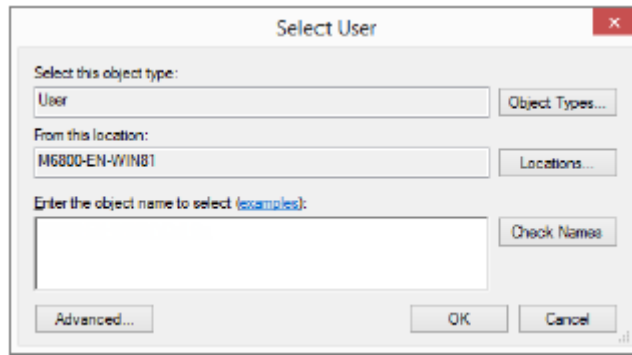 Select User
Select this object type:
User
Object Types...
From this location:
M6800-EN-WIN81
Locations...
Enter the object name to select (examples):
Check Names
Advanced...
OK
Cancel